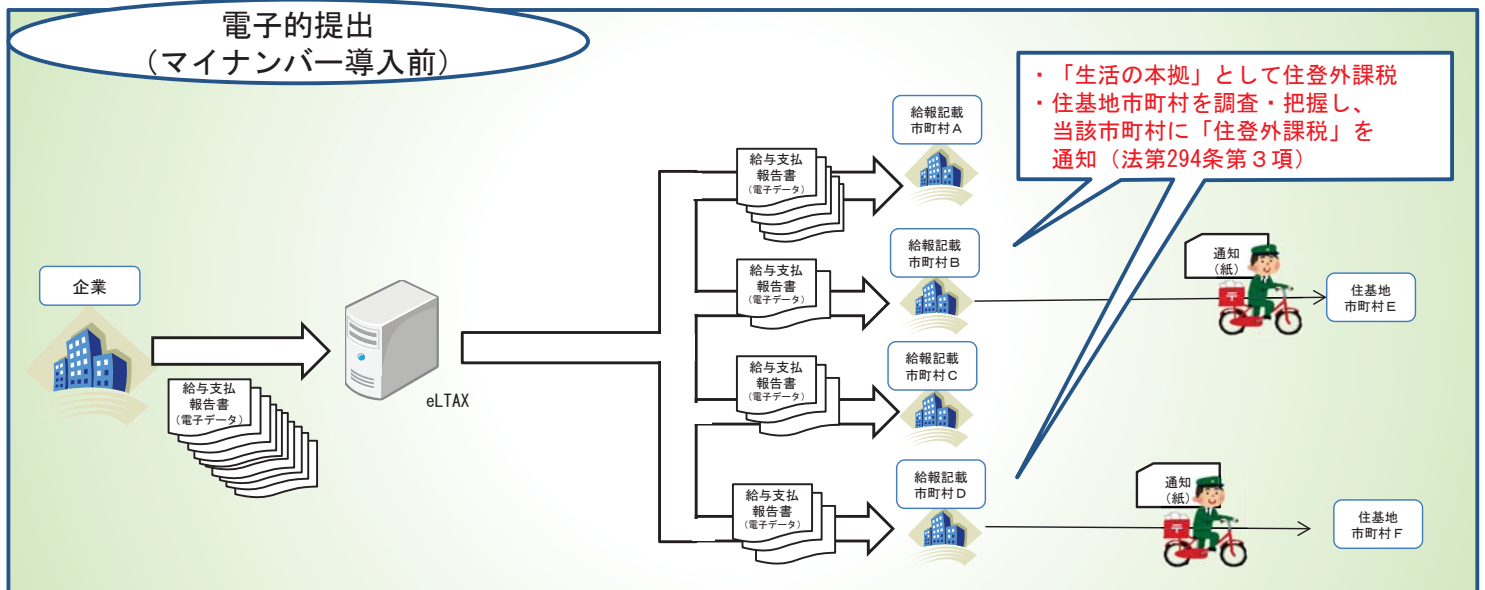 電子的提出
（マイナンバー導入前）
・「生活の本拠」として住登外課税
・住基地市町村を調査・把握し、
当該市町村に「住登外課税」を
通知（法第294条第３項）
企業
給与支払
報告書
（電子データ）
eLTAX
給与支払
報告書
（電子データ）
給報記載
市町村Ａ
給与支払
報告書
（電子データ）
給報記載
市町村Ｂ
通知
（紙）
〒
住基地
市町村Ｅ
給与支払
報告書
（電子データ）
給報記載
市町村Ｃ
給与支払
報告書
（電子データ）
給報記載
市町村Ｄ
通知
（紙）
〒
住基地
市町村Ｆ